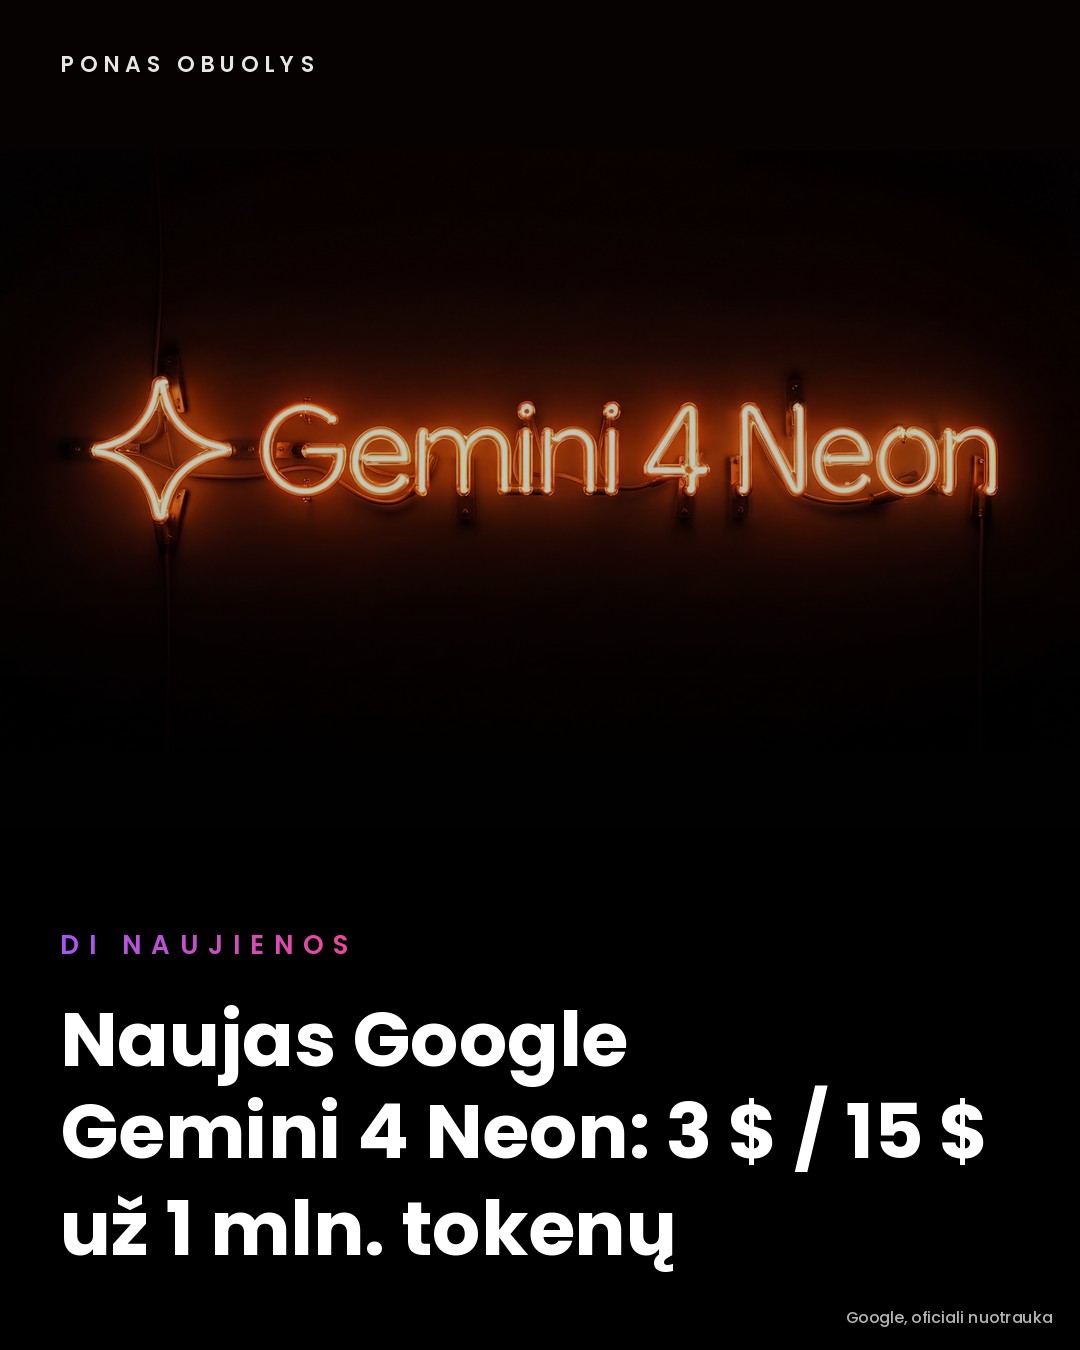 PONAS OBUOLYS
Gemini 4 Neon
DI NAUJIENOS
Naujas Google
Gemini 4 Neon: 3 $ / 15 $
už 1 mln. tokenų
Google, oficiali nuotrauka